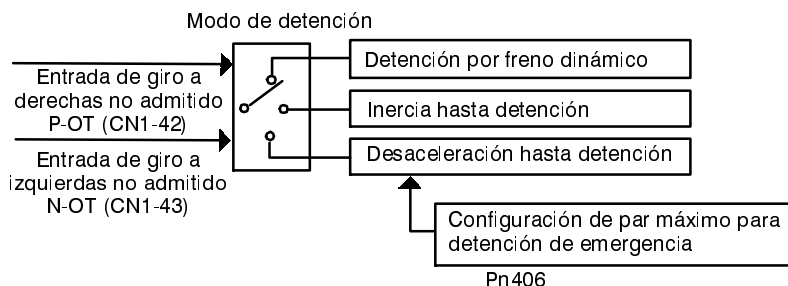 Modo de detención
Entrada de giro a
derechas no admitido
P-OT (CN1-42)
Entrada de giro a
izquierdas no admitido
N-OT (CN1-43)
Detención por freno dinámico
Inercia hasta detención
Desaceleración hasta detención
Configuración de par máximo para
detención de emergencia
Pn406